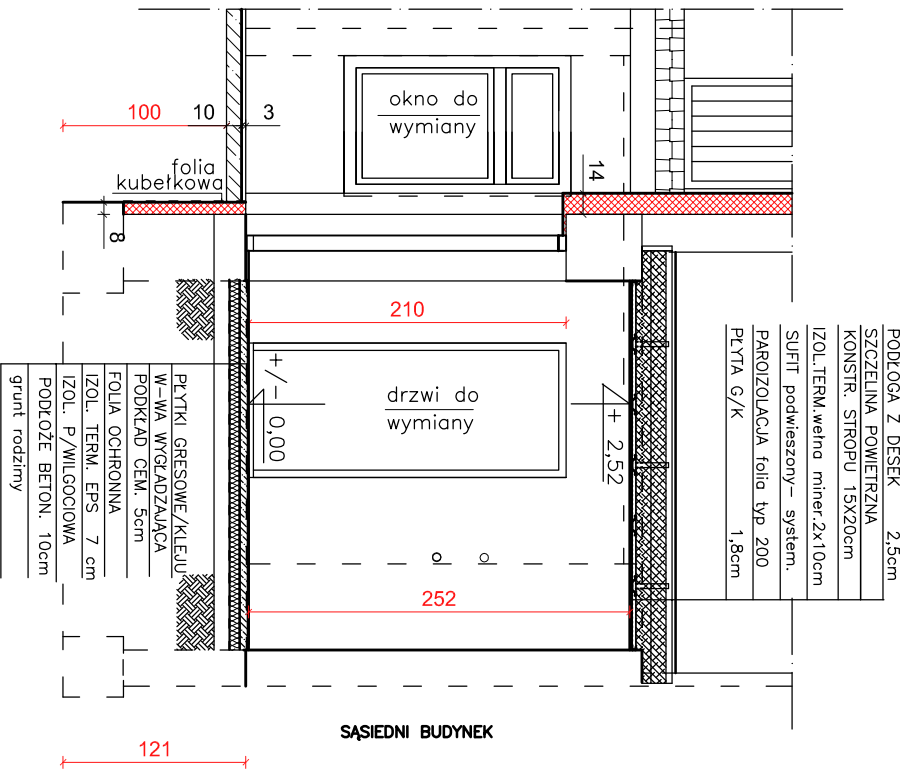 100
10
3
folia
kubełkowa
8
okno do
wymiany
14
210
+/- 0,00
drzwi do
wymiany
+ 2,52
252
PODŁOGA Z DESEK 2,5cm
SZCZELINA POWIETRZNA
KONSTR. STROPU 15X20cm
IZOL.TERM.wełna miner.2x10cm
SUFIT podwieszony– system.
PAROIZOLACJA folia typ 200
PŁYTA G/K 1,8cm
PŁYTKI GRESOWE/KLEJU
W-WA WYGŁADZAJĄCA
PODKŁAD CEM. 5cm
FOLIA OCHRONNA
IZOL. TERM. EPS 7 cm
IZOL. P/WILGOCIOWA
PODŁOŻE BETON. 10cm
grunt rodzimy
SĄSIEDNI BUDYNEK
121